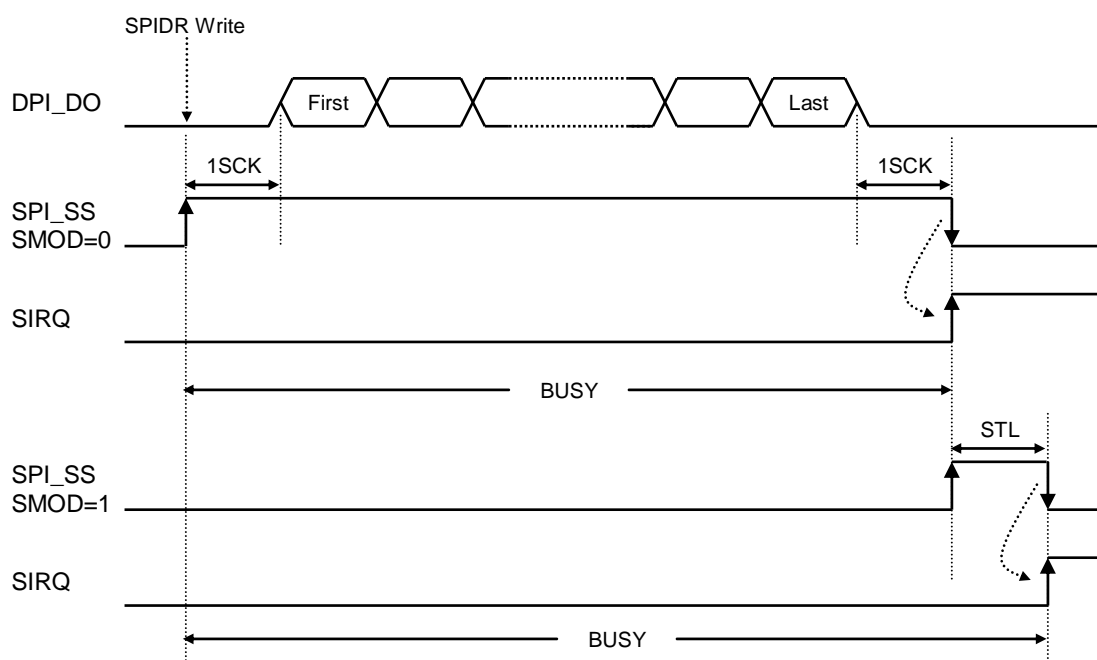 SPIDR Write
DPI_DO
First
Last
1SCK
1SCK
SPI_SS
SMOD=0
SIRQ
BUSY
STL
SPI_SS
SMOD=1
SIRQ
BUSY